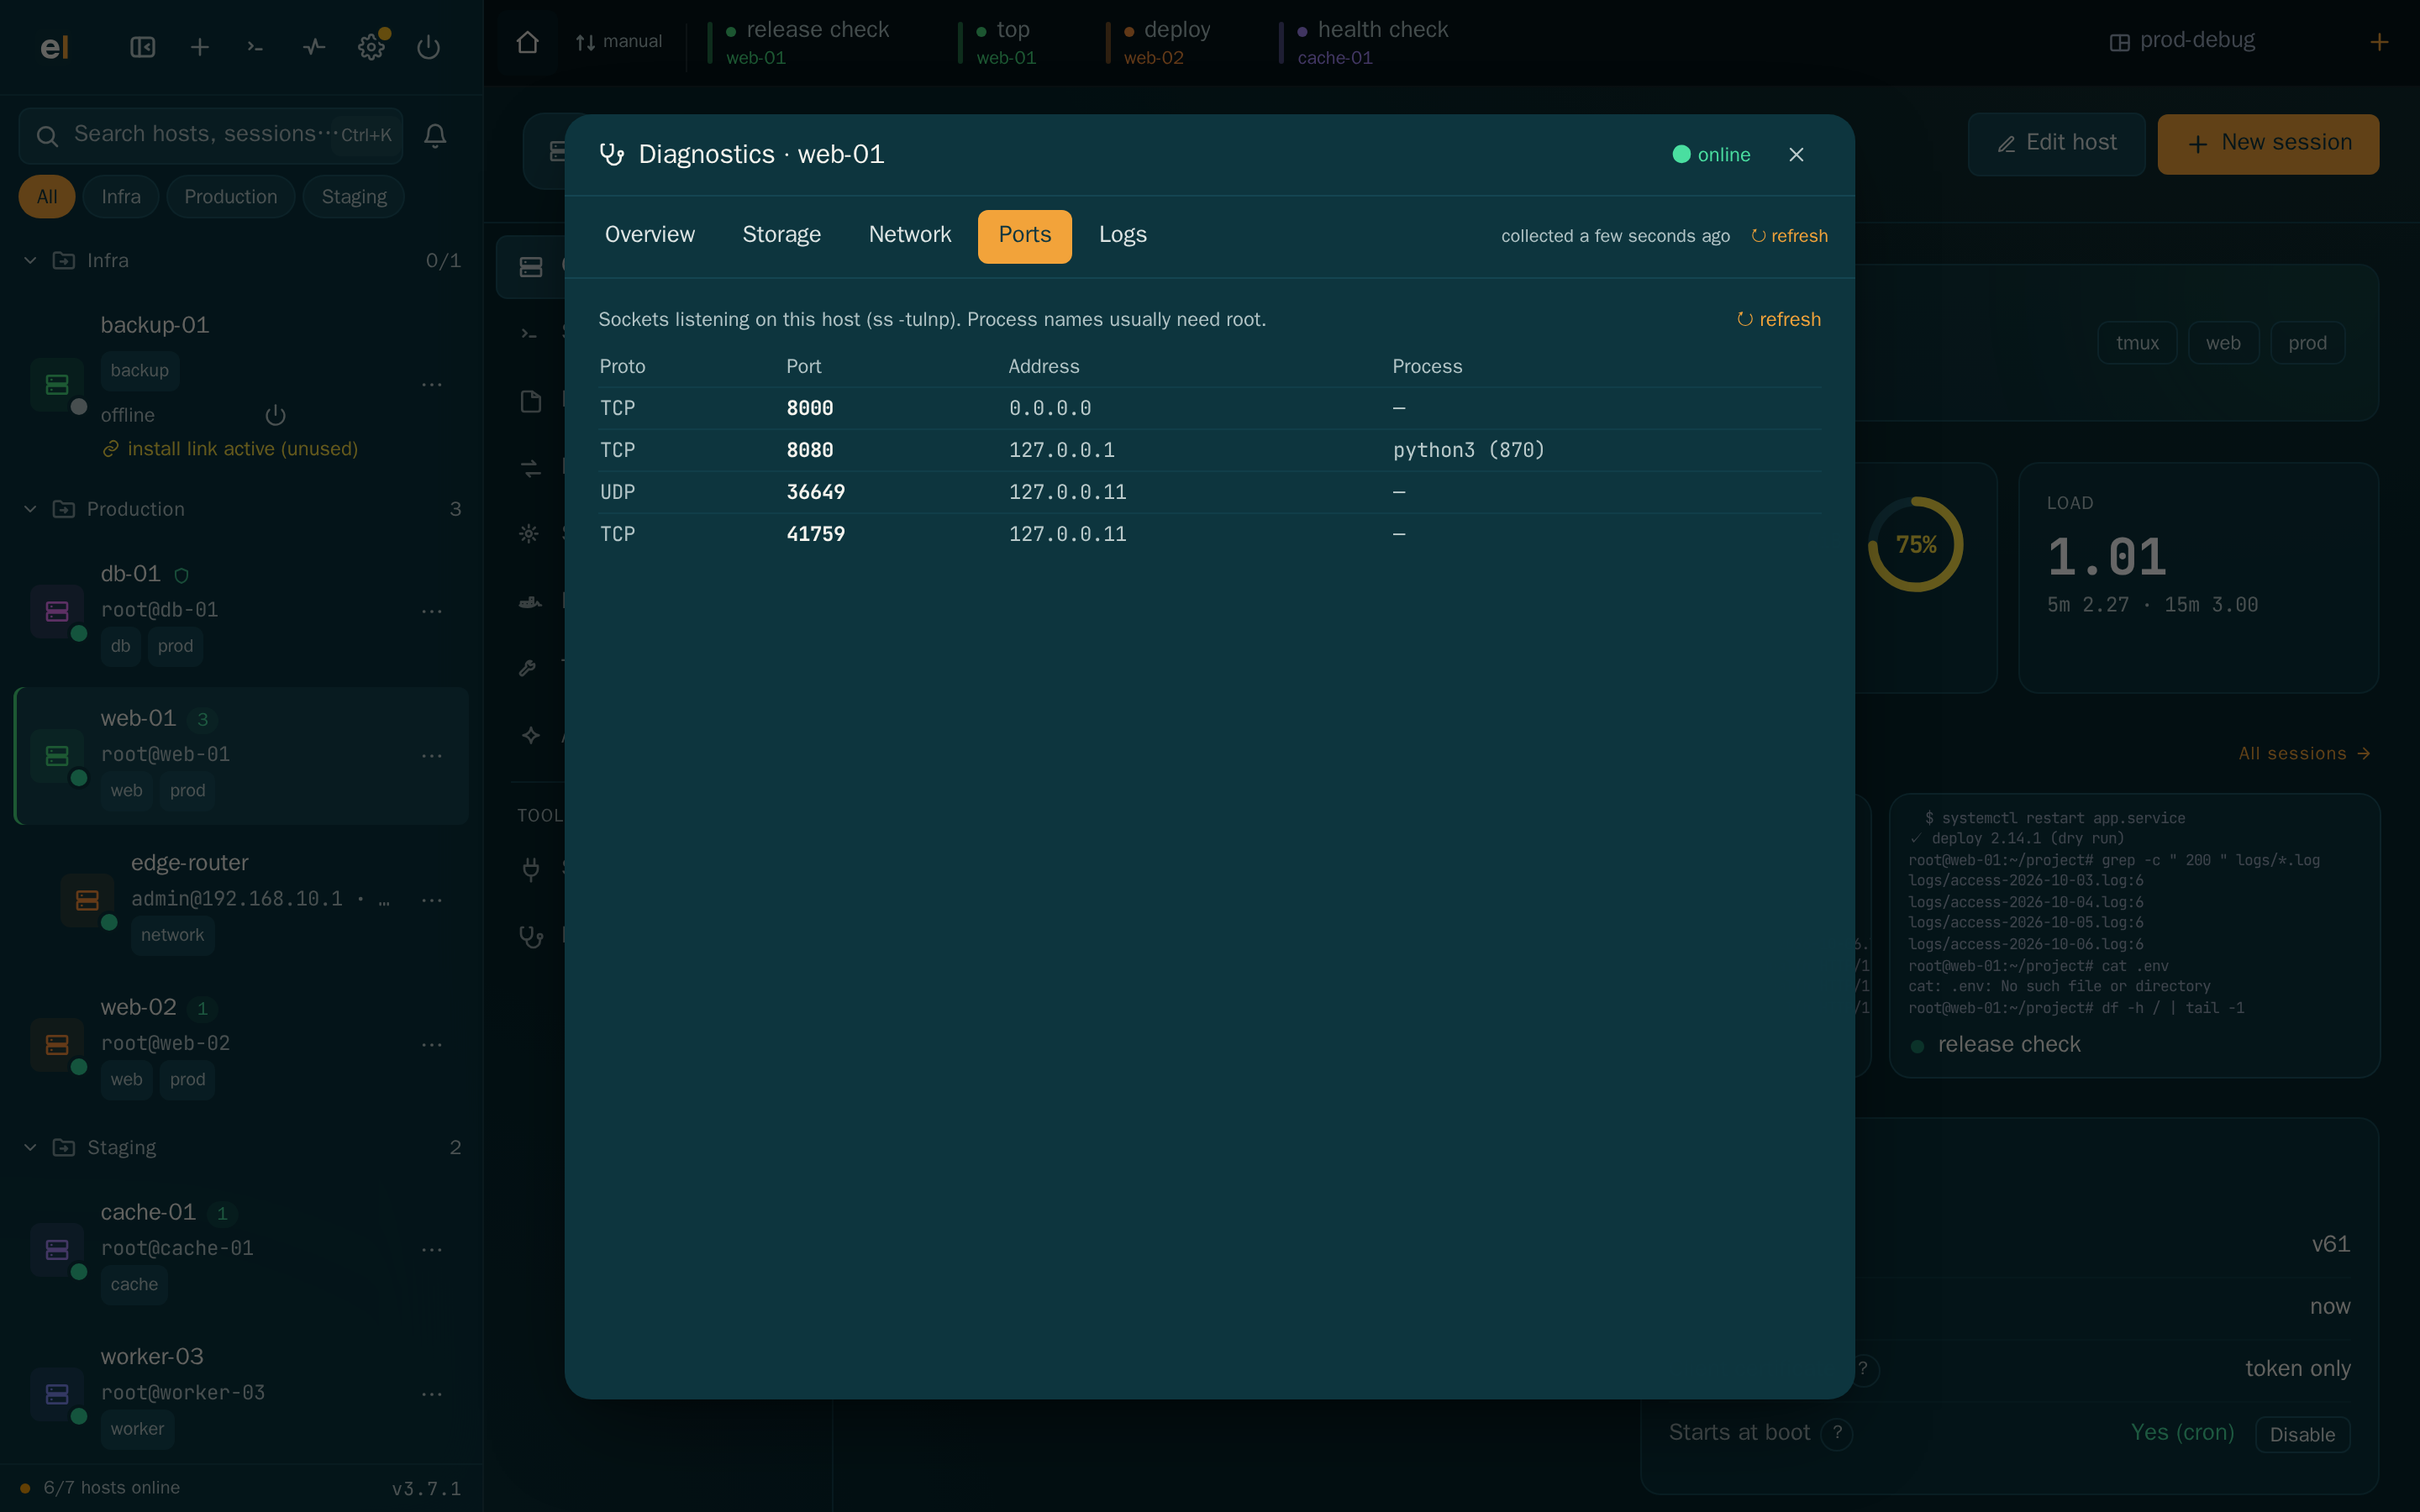 el
Search hosts, sessions… Ctrl+K
All Infra Production Staging
Infra 0/1
backup-01
backup
offline
install link active (unused)
Production 3
db-01
root@db-01
db prod
web-01 3
root@web-01
web prod
edge-router
admin@192.168.10.1 · …
network
web-02 1
root@web-02
web prod
Staging 2
cache-01 1
root@cache-01
cache
worker-03
root@worker-03
worker
6/7 hosts online v3.7.1
manual
release check
web-01
top
web-01
deploy
web-02
health check
cache-01
prod-debug
Edit host
New session
Diagnostics · web-01 online
Overview Storage Network Ports Logs collected a few seconds ago refresh
Sockets listening on this host (ss -tulnp). Process names usually need root. refresh
Proto Port Address Process
TCP 8000 0.0.0.0 —
TCP 8080 127.0.0.1 python3 (870)
UDP 36649 127.0.0.11 —
TCP 41759 127.0.0.11 —
TOOL
tmux web prod
75%
LOAD
1.01
5m 2.27 · 15m 3.00
All sessions →
$ systemctl restart app.service
✓ deploy 2.14.1 (dry run)
root@web-01:~/project# grep -c " 200 " logs/*.log
logs/access-2026-10-03.log:6
logs/access-2026-10-04.log:6
logs/access-2026-10-05.log:6
logs/access-2026-10-06.log:6
root@web-01:~/project# cat .env
cat: .env: No such file or directory
root@web-01:~/project# df -h / | tail -1
release check
v61
now
? token only
Starts at boot ? Yes (cron) Disable